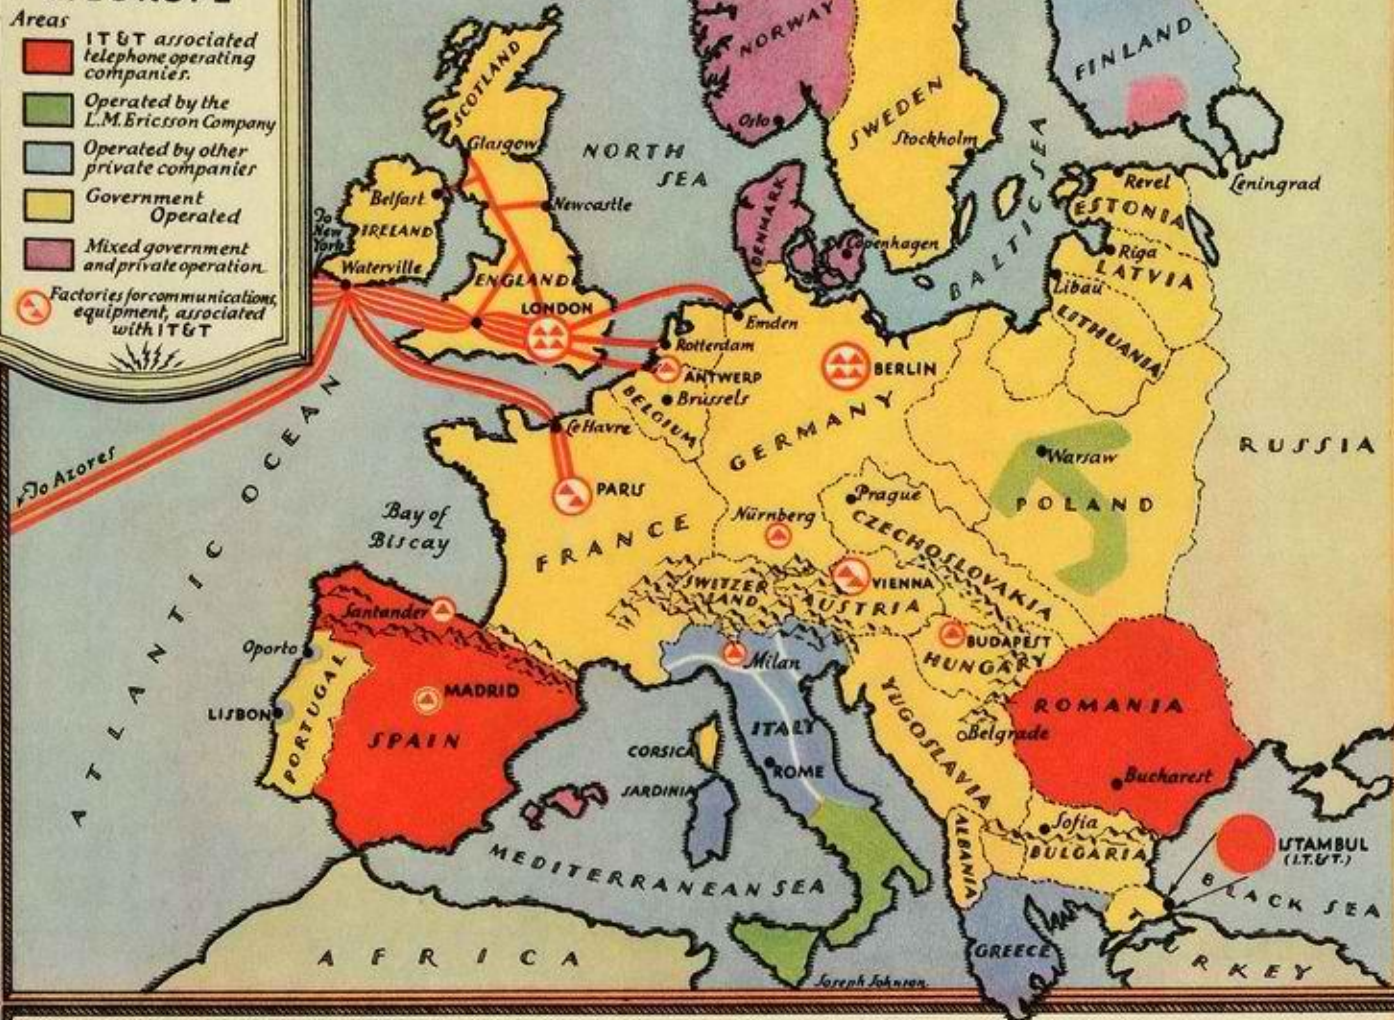 Areas
IT&T associated
telephone operating
companies.
Operated by the
L.M. Ericsson Company
Operated by other
private companies
Government
Operated
Mixed government
and private operation
Factories for communications,
equipment, associated
with IT&T
NORWAY
Oslo
SWEDEN
Stockholm
FINLAND
SCOTLAND
Glasgow
NORTH
SEA
Newcastle
Belfast
IRELAND
To
New
York
Waterville
ENGLAND
LONDON
DENMARK
Copenhagen
BALTIC SEA
Revel
ESTONIA
Leningrad
Riga
LATVIA
Libau
LITHUANIA
Emden
Rotterdam
ANTWERP
Brüssels
BELGIUM
BERLIN
GERMANY
Le Havre
PARIS
FRANCE
To Azores
ATLANTIC OCEAN
Bay of
Biscay
Warsaw
POLAND
RUSSIA
Prague
CZECHOSLOVAKIA
Nürnberg
SWITZER
LAND
VIENNA
AUSTRIA
BUDAPEST
HUNGARY
Santander
Oporto
LISBON
PORTUGAL
MADRID
SPAIN
Milan
ITALY
ROME
CORSICA
SARDINIA
YUGOSLAVIA
Belgrade
ROMANIA
Bucharest
Sofia
BULGARIA
ALBANIA
GREECE
ISTAMBUL
(I.T.&T.)
BLACK SEA
T RKEY
MEDITERRANEAN SEA
AFRICA
Joseph Johnson